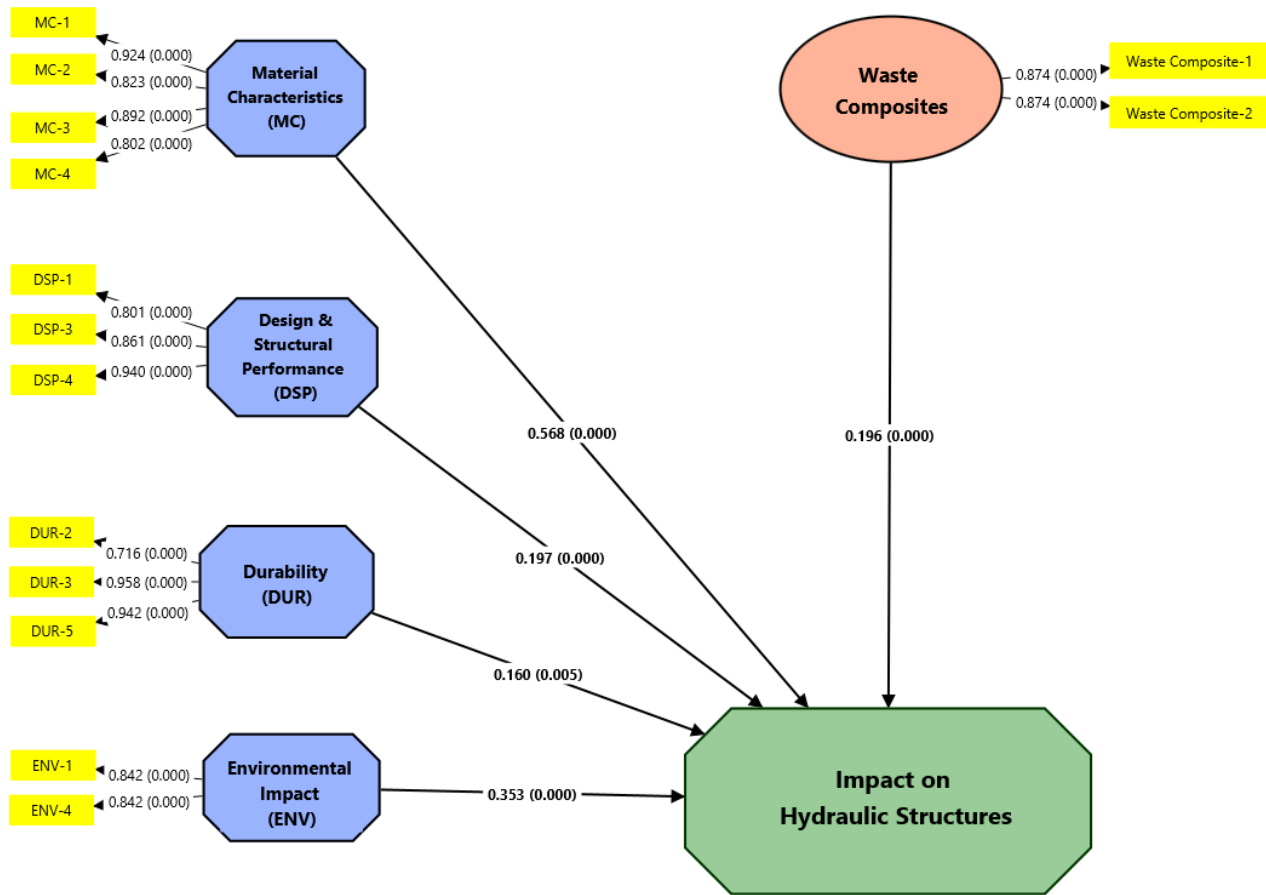 MC-1
0.924 (0.000)
MC-2
0.823 (0.000)
MC-3
0.892 (0.000)
MC-4
0.802 (0.000)
Material
Characteristics
(MC)
Waste
Composites
0.874 (0.000)
Waste Composite-1
0.874 (0.000)
Waste Composite-2
DSP-1
0.801 (0.000)
DSP-3
0.861 (0.000)
DSP-4
0.940 (0.000)
Design &
Structural
Performance
(DSP)
0.568 (0.000)
0.196 (0.000)
DUR-2
0.716 (0.000)
DUR-3
0.958 (0.000)
DUR-5
0.942 (0.000)
Durability
(DUR)
0.197 (0.000)
0.160 (0.005)
ENV-1
0.842 (0.000)
ENV-4
0.842 (0.000)
Environmental
Impact
(ENV)
0.353 (0.000)
Impact on
Hydraulic Structures